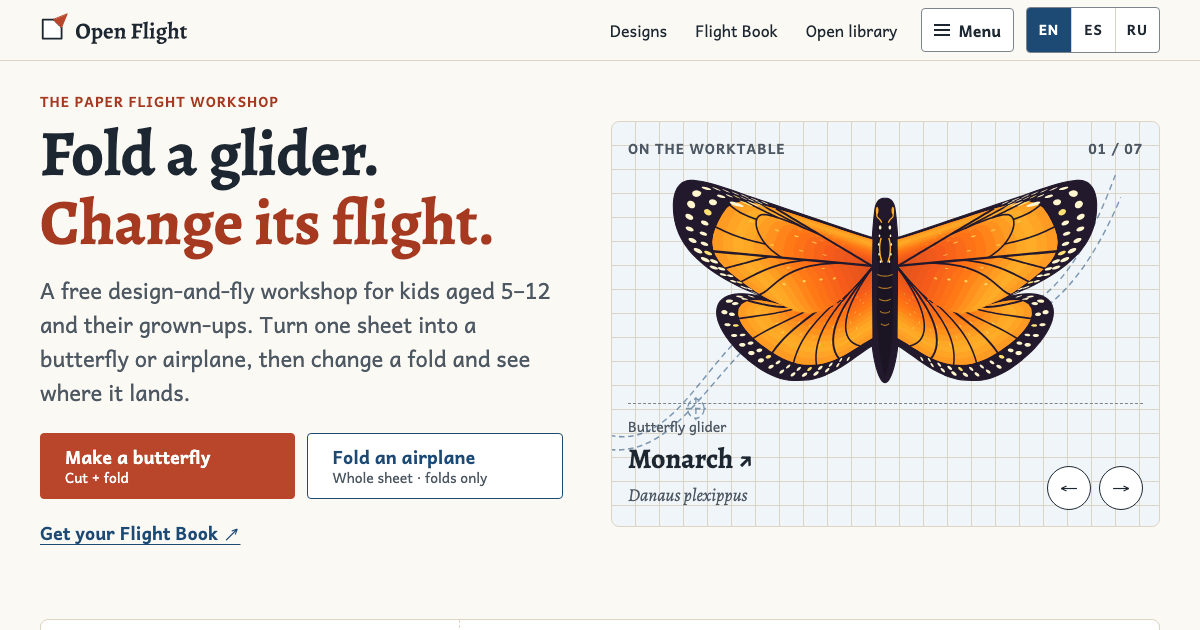 Open Flight
Designs
Flight Book
Open library
Menu
EN
ES
RU
THE PAPER FLIGHT WORKSHOP
Fold a glider.
Change its flight.
A free design-and-fly workshop for kids aged 5–12
and their grown-ups. Turn one sheet into a
butterfly or airplane, then change a fold and see
where it lands.
Make a butterfly
Cut + fold
Fold an airplane
Whole sheet · folds only
Get your Flight Book ↗
ON THE WORKTABLE
01 / 07
Butterfly glider
Monarch ↗
Danaus plexippus
← →